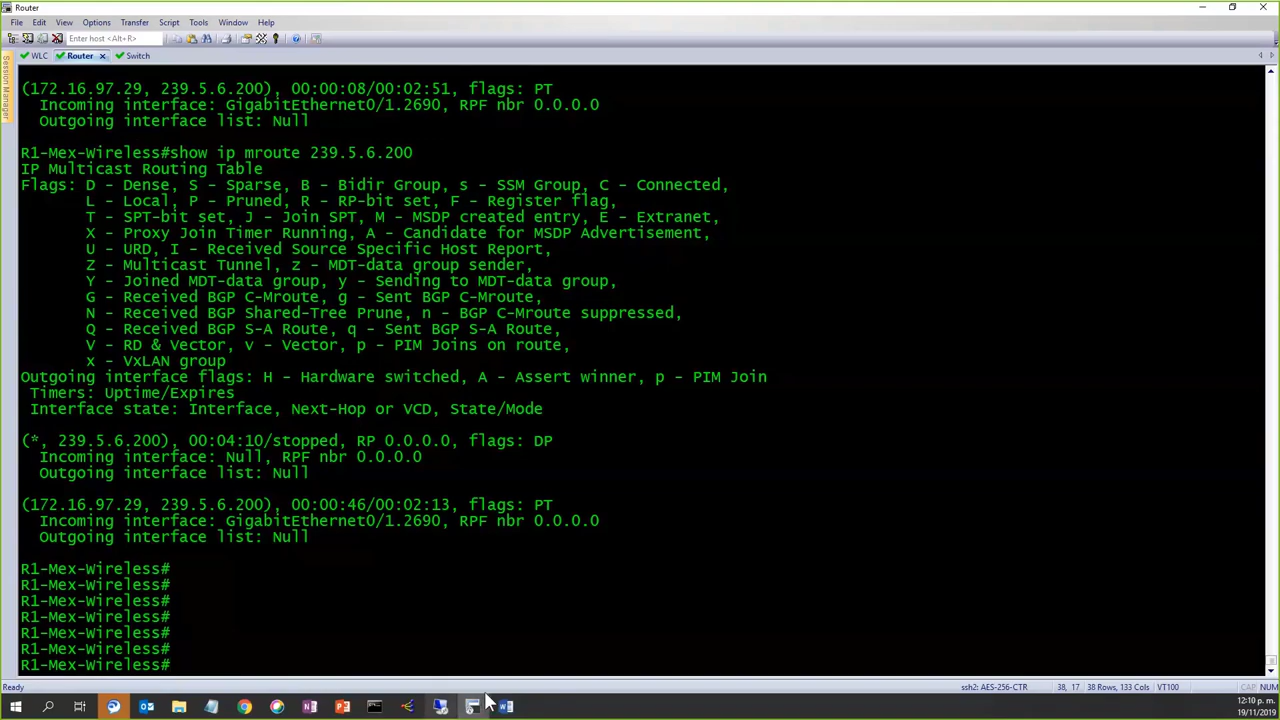 Router
File Edit View Options Transfer Script Tools Window Help
Enter host <Alt+R>
WLC Router Switch
Session Manager
(172.16.97.29, 239.5.6.200), 00:00:08/00:02:51, flags: PT
Incoming interface: GigabitEthernet0/1.2690, RPF nbr 0.0.0.0
Outgoing interface list: Null
R1-Mex-Wireless#show ip mroute 239.5.6.200
IP Multicast Routing Table
Flags: D - Dense, S - Sparse, B - Bidir Group, s - SSM Group, C - Connected,
L - Local, P - Pruned, R - RP-bit set, F - Register flag,
T - SPT-bit set, J - Join SPT, M - MSDP created entry, E - Extranet,
X - Proxy Join Timer Running, A - Candidate for MSDP Advertisement,
U - URD, I - Received Source Specific Host Report,
Z - Multicast Tunnel, z - MDT-data group sender,
Y - Joined MDT-data group, y - Sending to MDT-data group,
G - Received BGP C-Mroute, g - Sent BGP C-Mroute,
N - Received BGP Shared-Tree Prune, n - BGP C-Mroute suppressed,
Q - Received BGP S-A Route, q - Sent BGP S-A Route,
V - RD & Vector, v - Vector, p - PIM Joins on route,
x - VxLAN group
Outgoing interface flags: H - Hardware switched, A - Assert winner, p - PIM Join
Timers: Uptime/Expires
Interface state: Interface, Next-Hop or VCD, State/Mode
(*, 239.5.6.200), 00:04:10/stopped, RP 0.0.0.0, flags: DP
Incoming interface: Null, RPF nbr 0.0.0.0
Outgoing interface list: Null
(172.16.97.29, 239.5.6.200), 00:00:46/00:02:13, flags: PT
Incoming interface: GigabitEthernet0/1.2690, RPF nbr 0.0.0.0
Outgoing interface list: Null
R1-Mex-Wireless#
R1-Mex-Wireless#
R1-Mex-Wireless#
R1-Mex-Wireless#
R1-Mex-Wireless#
R1-Mex-Wireless#
R1-Mex-Wireless#
Ready ssh2: AES-256-CTR 38, 17 38 Rows, 133 Cols VT100 CAP NUM
12:10 p. m.
19/11/2019